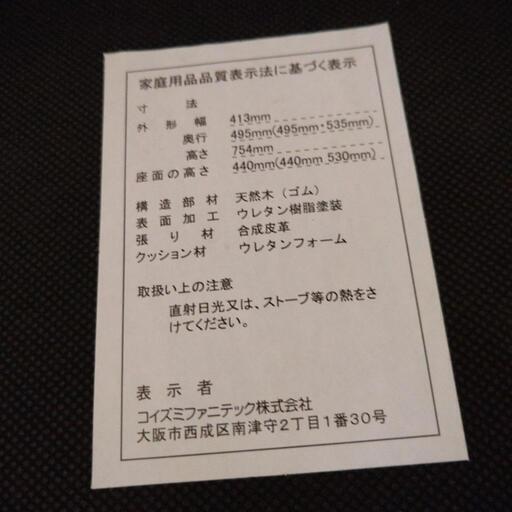 家庭用品品質表示法に基づく表示
寸法
外形幅 413mm
奥行 495mm(495mm・535mm)
高さ 754mm
座面の高さ 440mm(440mm 530mm)
構造部材 天然木(ゴム)
表面加工 ウレタン樹脂塗装
張り材 合成皮革
クッション材 ウレタンフォーム
取扱い上の注意
直射日光又は、ストーブ等の熱をさ
けてください。
表示者
コイズミファニテック株式会社
大阪市西成区南津守2丁目1番30号